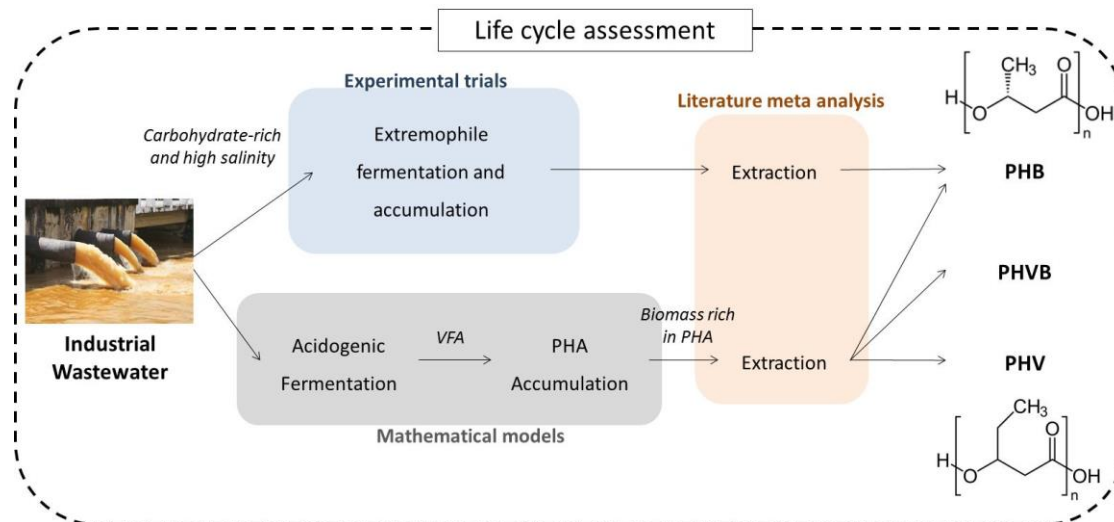 Life cycle assessment
Experimental trials
Carbohydrate-rich
and high salinity
Extremophile
fermentation and
accumulation
Literature meta analysis
Extraction
CH₃
O
H
O
OH
n
PHB
PHVB
Industrial
Wastewater
Acidogenic
Fermentation
VFA
PHA
Accumulation
Biomass rich
in PHA
Extraction
PHV
Mathematical models
CH₃
O
H
O
OH
n